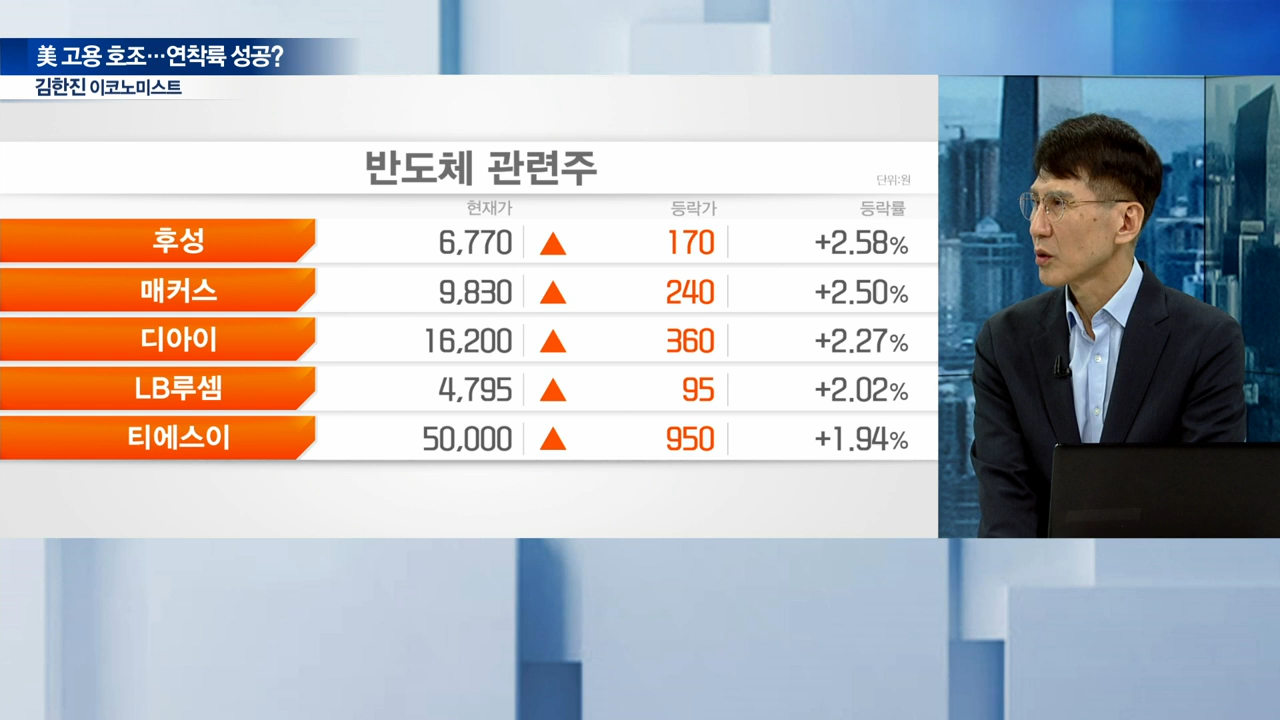 美 고용 호조…연착륙 성공?
김한진 이코노미스트
반도체 관련주
단위:원
현재가 등락가 등락률
후성 6,770 ▲ 170 +2.58%
매커스 9,830 ▲ 240 +2.50%
디아이 16,200 ▲ 360 +2.27%
LB루셈 4,795 ▲ 95 +2.02%
티에스이 50,000 ▲ 950 +1.94%